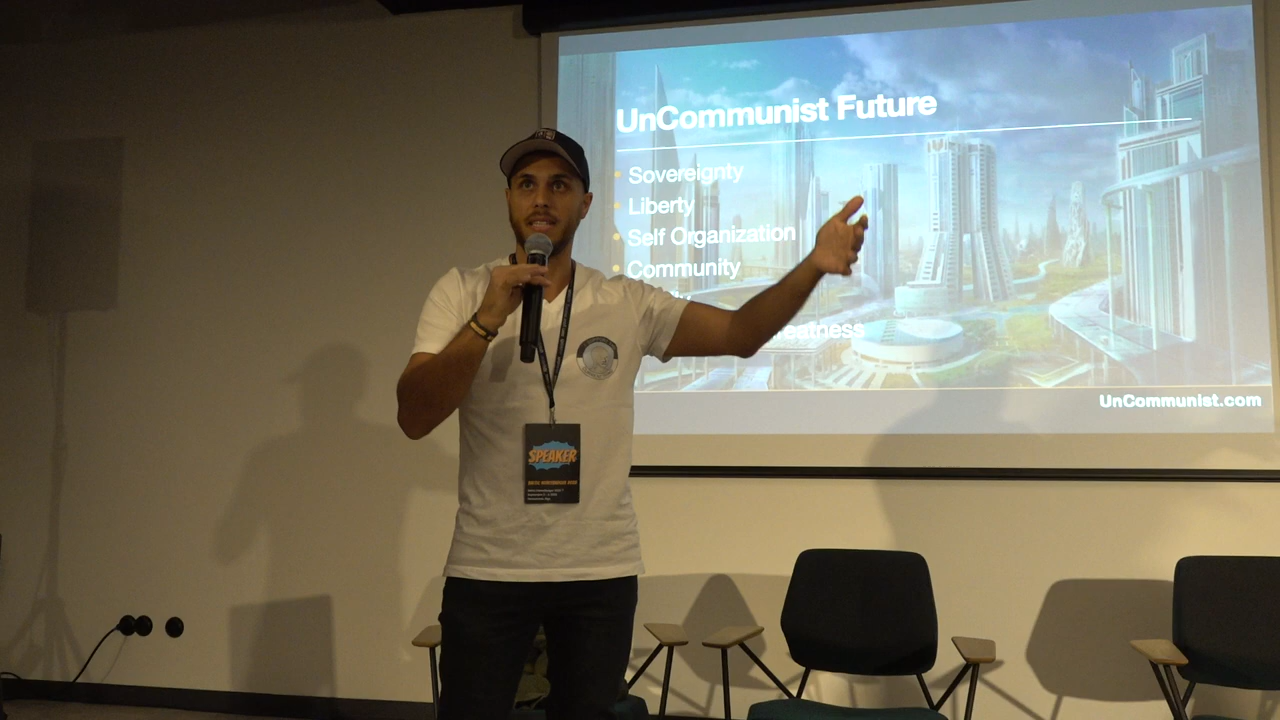 UnCommunist Future
Sovereignty
Liberty
Self Organization
Community
UnCommunist.com
SPEAKER